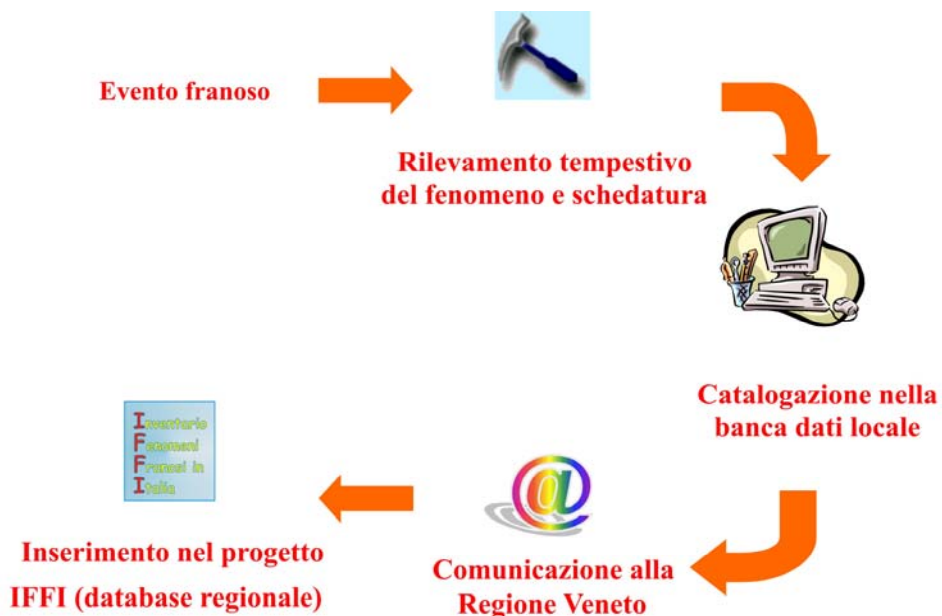 Evento franoso
Rilevamento tempestivo
del fenomeno e schedatura
Catalogazione nella
banca dati locale
@
Comunicazione alla
Regione Veneto
Inventario
Fenomeni
Franosi in
Italia
Inserimento nel progetto
IFFI (database regionale)